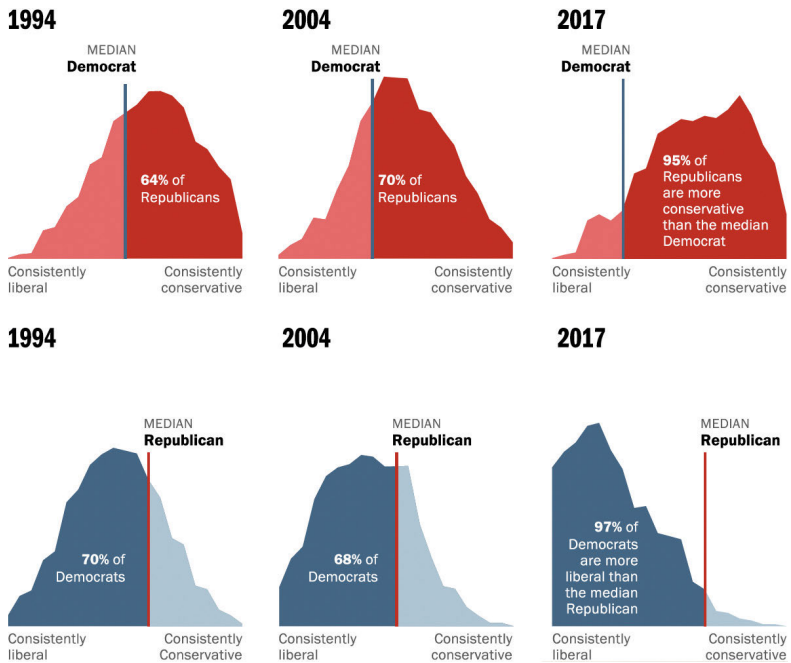 1994
MEDIAN
Democrat
64% of
Republicans
Consistently
liberal
Consistently
conservative
2004
MEDIAN
Democrat
70% of
Republicans
Consistently
liberal
Consistently
conservative
2017
MEDIAN
Democrat
95% of
Republicans
are more
conservative
than the median
Democrat
Consistently
liberal
Consistently
conservative
1994
MEDIAN
Republican
70% of
Democrats
Consistently
liberal
Consistently
Conservative
2004
MEDIAN
Republican
68% of
Democrats
Consistently
liberal
Consistently
conservative
2017
MEDIAN
Republican
97% of
Democrats
are more
liberal than
the median
Republican
Consistently
liberal
Consistently
conservative